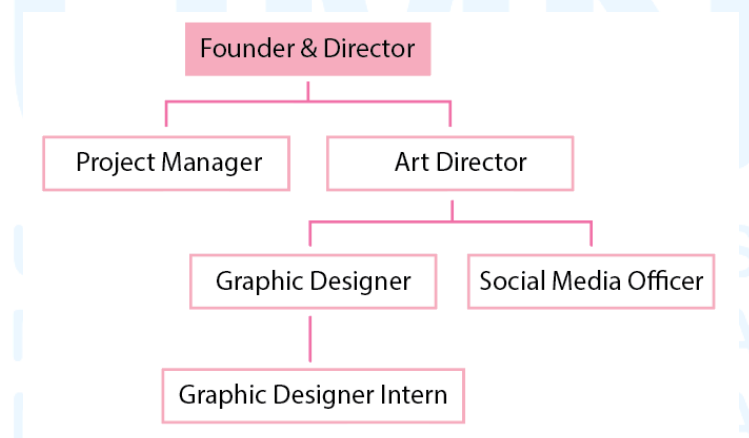 Founder & Director
Project Manager
Art Director
Graphic Designer
Social Media Officer
Graphic Designer Intern